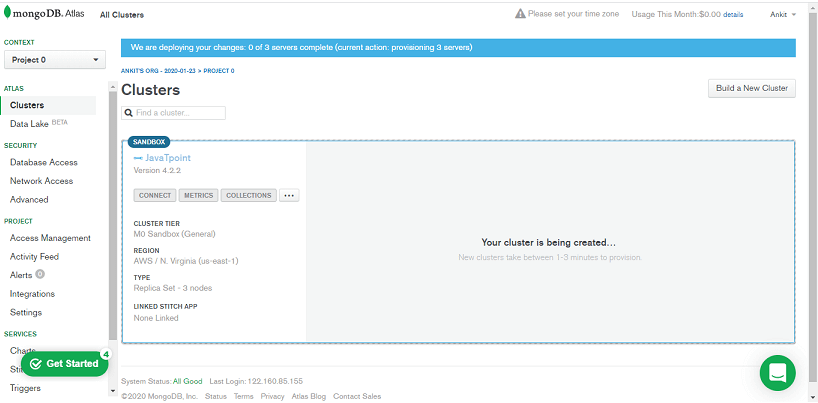 mongoDB. Atlas
All Clusters
Please set your time zone
Usage This Month:$0.00 details
Ankit
CONTEXT
Project 0
ATLAS
Clusters
Data Lake BETA
SECURITY
Database Access
Network Access
Advanced
PROJECT
Access Management
Activity Feed
Alerts 0
Integrations
Settings
SERVICES
Charts
Get Started
4
Triggers
We are deploying your changes: 0 of 3 servers complete (current action: provisioning 3 servers)
ANKIT'S ORG - 2020-01-23 > PROJECT 0
Clusters
Build a New Cluster
Find a cluster...
SANDBOX
JavaTpoint
Version 4.2.2
CONNECT METRICS COLLECTIONS ...
CLUSTER TIER
M0 Sandbox (General)
REGION
AWS / N. Virginia (us-east-1)
TYPE
Replica Set - 3 nodes
LINKED STITCH APP
None Linked
Your cluster is being created...
New clusters take between 1-3 minutes to provision.
System Status: All Good Last Login: 122.160.85.155
©2020 MongoDB, Inc. Status Terms Privacy Atlas Blog Contact Sales